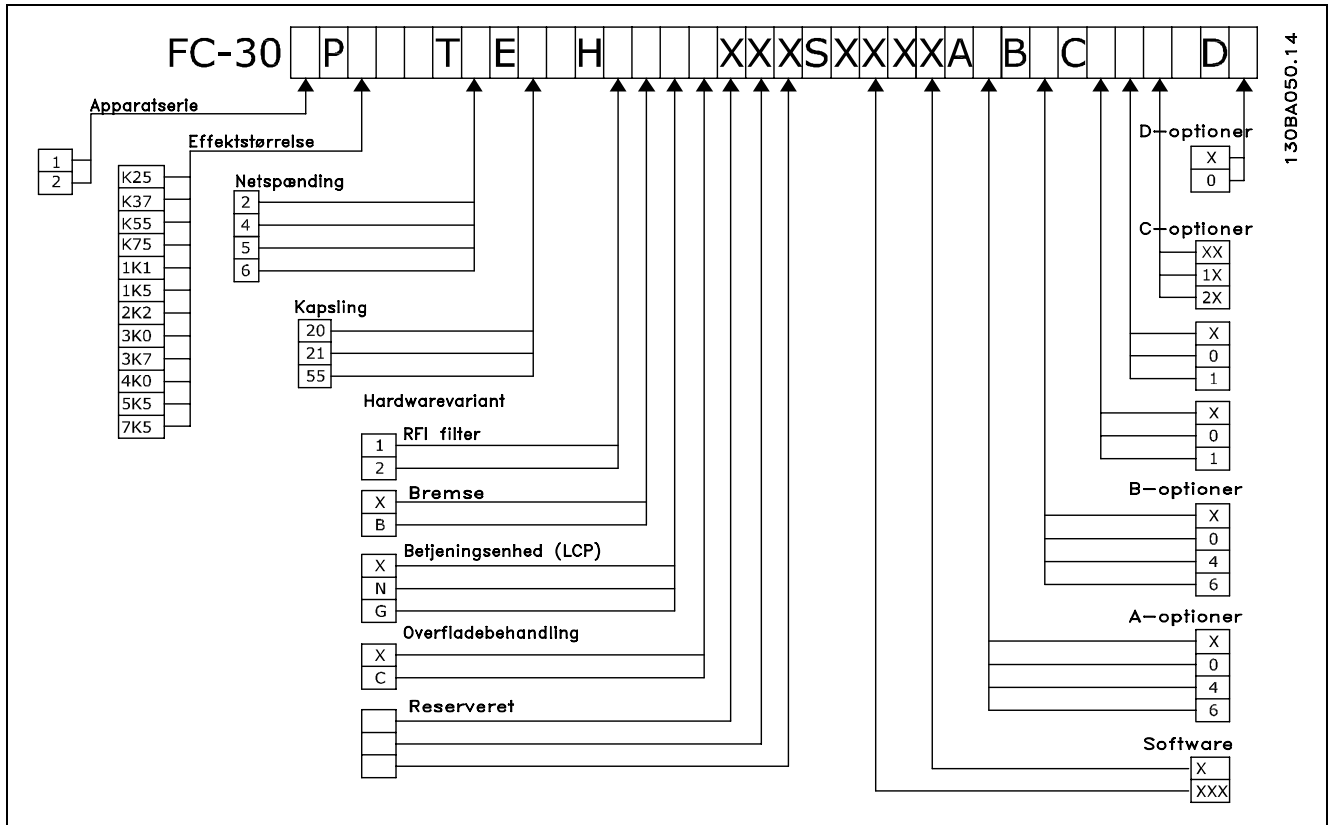 FC-30 P T E H XXXSXXXXABC D
130BA050.14
Apparatserie
1
2
Effektstørrelse
K25
K37
K55
K75
1K1
1K5
2K2
3K0
3K7
4K0
5K5
7K5
Netspænding
2
4
5
6
Kapsling
20
21
55
Hardwarevariant
RFI filter
1
2
Bremse
X
B
Betjeningsenhed (LCP)
X
N
G
Overfladebehandling
X
C
Reserveret
D-optioner
X
0
C-optioner
XX
1X
2X
X
0
1
X
0
1
B-optioner
X
0
4
6
A-optioner
X
0
4
6
Software
X
XXX